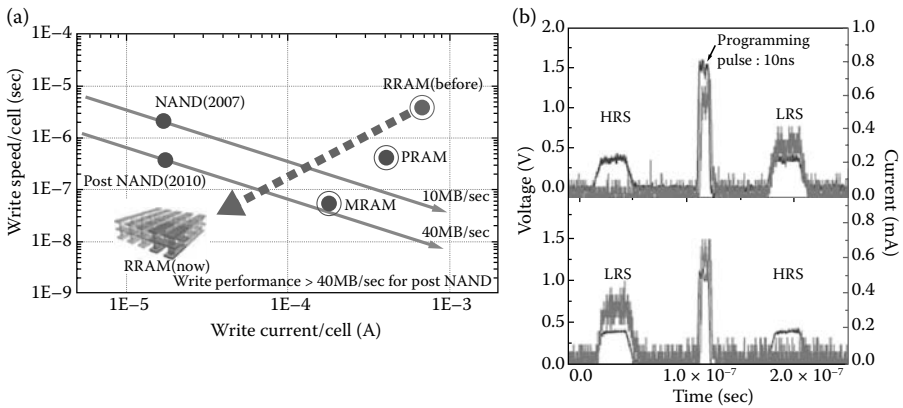 (a)
1E–4
1E–5
1E–6
1E–7
1E–8
1E–9
Write speed/cell (sec)
NAND(2007)
RRAM(before)
PRAM
Post NAND(2010)
MRAM
10MB/sec
40MB/sec
RRAM(now)
Write performance > 40MB/sec for post NAND
1E–5
1E–4
1E–3
Write current/cell (A)
(b)
2.0
1.5
1.0
0.5
0.0
1.5
1.0
0.5
0.0
Voltage (V)
Programming
pulse : 10ns
HRS
LRS
LRS
HRS
1.0
0.8
0.6
0.4
0.2
0.0
0.8
0.6
0.4
0.2
0.0
Current (mA)
0.0
1.0 × 10⁻⁷
2.0 × 10⁻⁷
Time (sec)